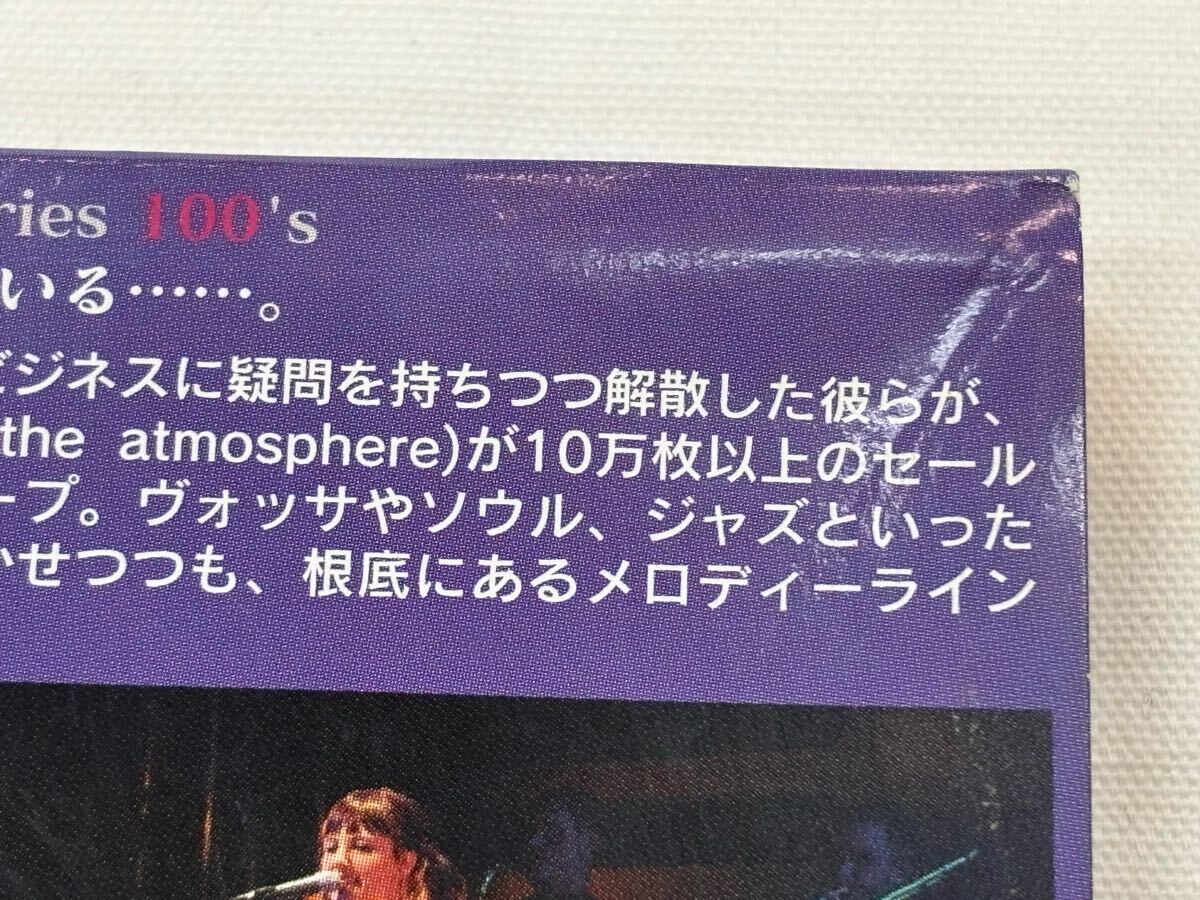 ries 100's
いる……。
ビジネスに疑問を持ちつつ解散した彼らが、
the atmosphere)が10万枚以上のセール
ープ。ヴォッサやソウル、ジャズといった
かせつつも、根底にあるメロディーライン